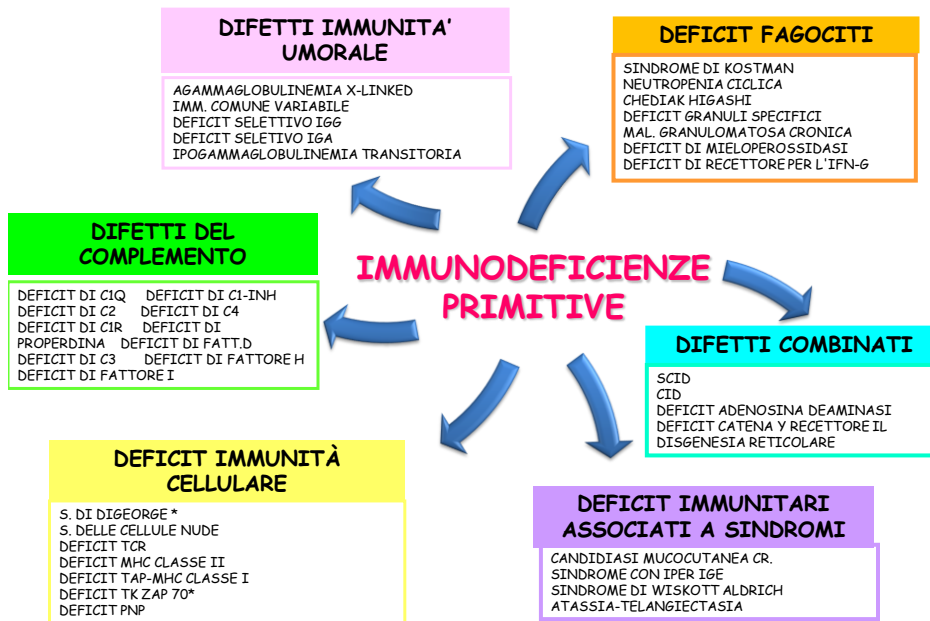 DIFETTI IMMUNITA'
UMORALE
AGAMMAGLOBULINEMIA X-LINKED
IMM. COMUNE VARIABILE
DEFICIT SELETTIVO IGG
DEFICIT SELETIVO IGA
IPOGAMMAGLOBULINEMIA TRANSITORIA
DEFICIT FAGOCITI
SINDROME DI KOSTMAN
NEUTROPENIA CICLICA
CHEDIAK HIGASHI
DEFICIT GRANULI SPECIFICI
MAL. GRANULOMATOSA CRONICA
DEFICIT DI MIELOPEROSSIDASI
DEFICIT DI RECETTORE PER L'IFN-G
DIFETTI DEL
COMPLEMENTO
DEFICIT DI C1Q DEFICIT DI C1-INH
DEFICIT DI C2 DEFICIT DI C4
DEFICIT DI C1R DEFICIT DI
PROPERDINA DEFICIT DI FATT.D
DEFICIT DI C3 DEFICIT DI FATTORE H
DEFICIT DI FATTORE I
IMMUNODEFICIENZE
PRIMITIVE
DIFETTI COMBINATI
SCID
CID
DEFICIT ADENOSINA DEAMINASI
DEFICIT CATENA Y RECETTORE IL
DISGENESIA RETICOLARE
DEFICIT IMMUNITÀ
CELLULARE
S. DI DIGEORGE *
S. DELLE CELLULE NUDE
DEFICIT TCR
DEFICIT MHC CLASSE II
DEFICIT TAP-MHC CLASSE I
DEFICIT TK ZAP 70*
DEFICIT PNP
DEFICIT IMMUNITARI
ASSOCIATI A SINDROMI
CANDIDIASI MUCOCUTANEA CR.
SINDROME CON IPER IGE
SINDROME DI WISKOTT ALDRICH
ATASSIA-TELANGIECTASIA